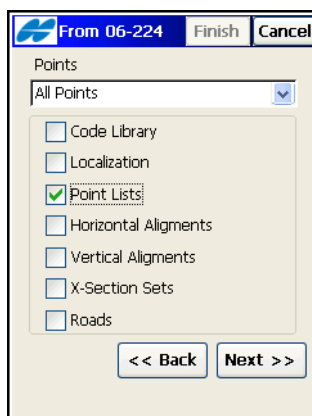 From 06-224 Finish Cancel
Points
All Points
Code Library
Localization
Point Lists
Horizontal Aligments
Vertical Aligments
X-Section Sets
Roads
<< Back Next >>